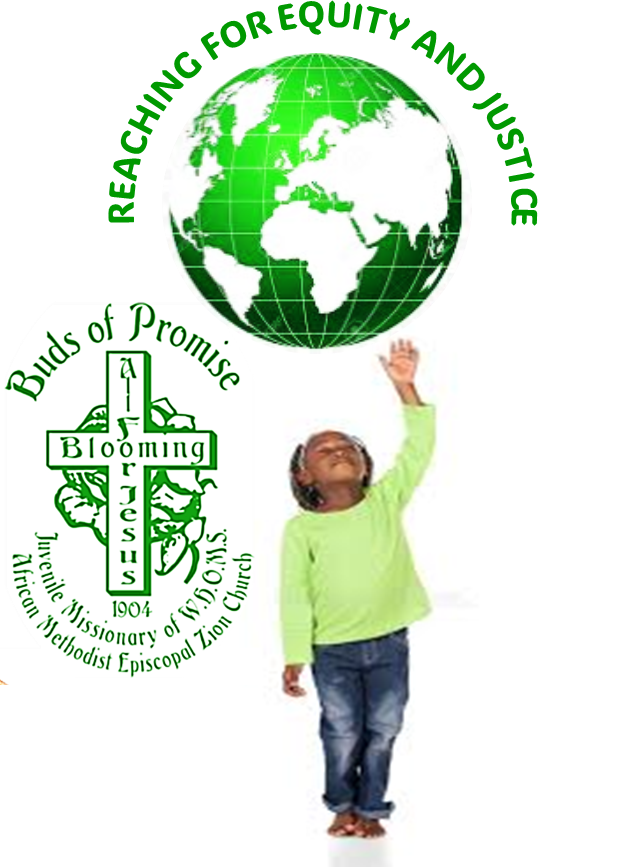 REACHING FOR EQUITY AND JUSTICE
Buds of Promise
All For Jesus
Blooming
1904
Juvenile Missionary of W.H.O.M.S.
African Methodist Episcopal Zion Church